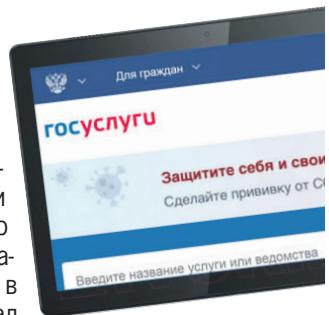 Для граждан
госуслуги
Защитите себя и свои
Сделайте прививку от
Введите название услуги или ведомства
и
о
а-
в